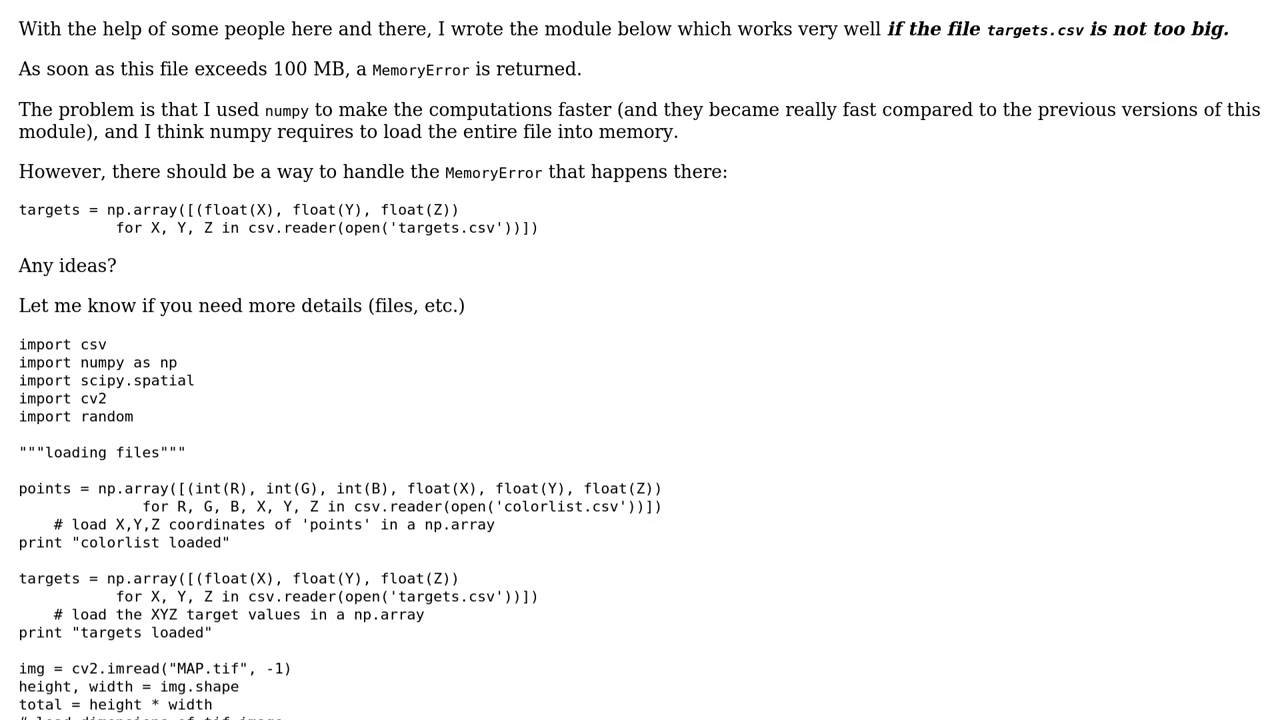 With the help of some people here and there, I wrote the module below which works very well if the file targets.csv is not too big.
As soon as this file exceeds 100 MB, a MemoryError is returned.
The problem is that I used numpy to make the computations faster (and they became really fast compared to the previous versions of this
module), and I think numpy requires to load the entire file into memory.
However, there should be a way to handle the MemoryError that happens there:
targets = np.array([(float(X), float(Y), float(Z))
           for X, Y, Z in csv.reader(open('targets.csv'))])
Any ideas?
Let me know if you need more details (files, etc.)
import csv
import numpy as np
import scipy.spatial
import cv2
import random
"""loading files"""
points = np.array([(int(R), int(G), int(B), float(X), float(Y), float(Z))
              for R, G, B, X, Y, Z in csv.reader(open('colorlist.csv'))])
    # load X,Y,Z coordinates of 'points' in a np.array
print "colorlist loaded"
targets = np.array([(float(X), float(Y), float(Z))
           for X, Y, Z in csv.reader(open('targets.csv'))])
    # load the XYZ target values in a np.array
print "targets loaded"
img = cv2.imread("MAP.tif", -1)
height, width = img.shape
total = height * width
# load dimensions of tif image